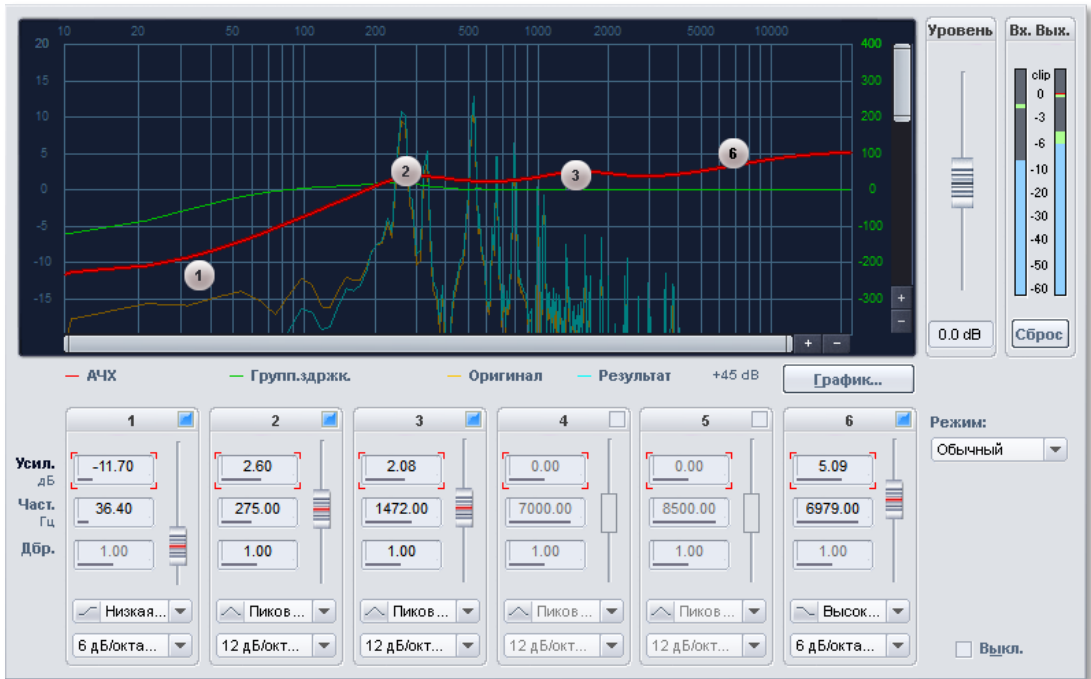 10 20 50 100 200 500 1000 2000 5000 10000
20 400
15 300
10 200
5 100
0 0
-5 -100
-10 -200
-15 -300
1
2
3
6
+
-
+ -
Уровень
0.0 dB
Вх. Вых.
clip
0
-3
-6
-10
-20
-30
-40
-50
-60
Сброс
АЧХ Групп.здржк. Оригинал Результат +45 dB График...
1 2 3 4 5 6
Усил. дБ -11.70 2.60 2.08 0.00 0.00 5.09
Част. Гц 36.40 275.00 1472.00 7000.00 8500.00 6979.00
Дбр. 1.00 1.00 1.00 1.00 1.00 1.00
Низкая... Пиков... Пиков... Пиков... Пиков... Высок...
6 дБ/окта... 12 дБ/окт... 12 дБ/окт... 12 дБ/окт... 12 дБ/окт... 6 дБ/окта...
Режим:
Обычный
Выкл.